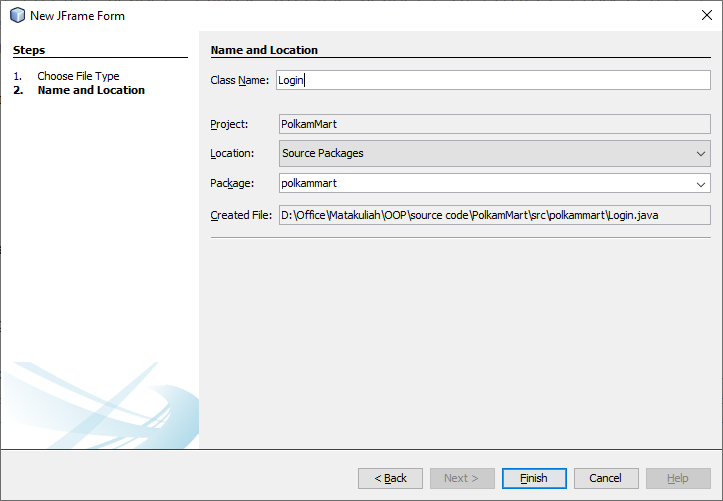 New JFrame Form
Steps
1. Choose File Type
2. Name and Location
Name and Location
Class Name: Login
Project: PolkamMart
Location: Source Packages
Package: polkammart
Created File: D:\Office\Matakuliah\OOP\source code\PolkamMart\src\polkammart\Login.java
< Back Next > Finish Cancel Help